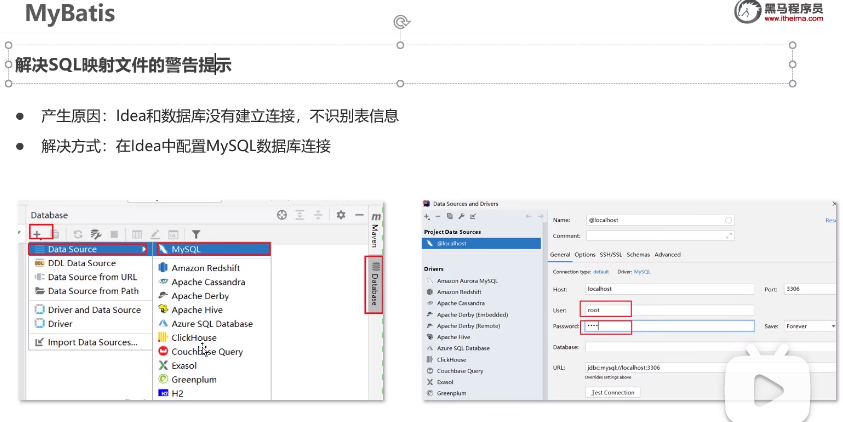 MyBatis
黑马程序员
www.itheima.com
解决SQL映射文件的警告提示
产生原因：Idea和数据库没有建立连接，不识别表信息
解决方式：在Idea中配置MySQL数据库连接
Database
Data Source
DDL Data Source
Data Source from URL
Data Source from Path
Driver and Data Source
Driver
Import Data Sources...
MySQL
Amazon Redshift
Apache Cassandra
Apache Derby
Apache Hive
Azure SQL Database
ClickHouse
Couchbase Query
Exasol
Greenplum
H2
m
Maven
Database
Data Sources and Drivers
Project Data Sources
@localhost
Drivers
Amazon Aurora MySQL
Amazon Redshift
Apache Cassandra
Apache Derby (Embedded)
Apache Derby (Remote)
Apache Hive
Azure SQL Database
ClickHouse
Couchbase Query
Exasol
Greenplum
Name: @localhost
Comment:
General Options SSH/SSL Schemas Advanced
Connection type: default Driver: MySQL
Host: localhost Port: 3306
User: root
Password: •••• Save: Forever
Database:
URL: jdbc:mysql://localhost:3306
Overrides settings above
Test Connection